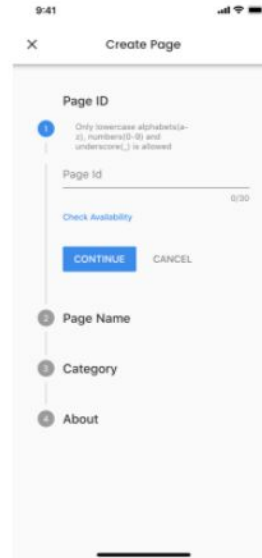 9:41
Create Page
Page ID
1
Only lowercase alphabets(a-
z), numbers(0-9) and
underscore(_) is allowed
Page Id
0/30
Check Availability
CONTINUE CANCEL
2 Page Name
3 Category
4 About